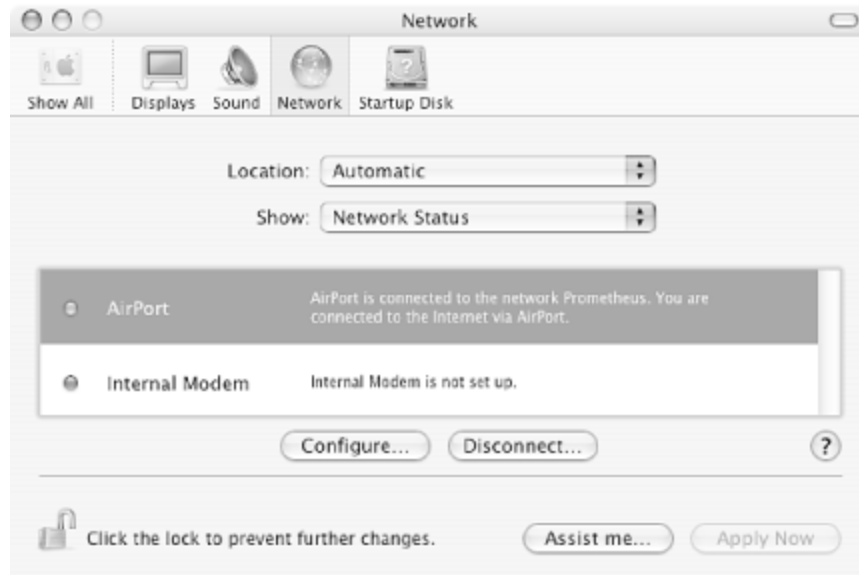 Network
Show All Displays Sound Network Startup Disk
Location: Automatic
Show: Network Status
AirPort AirPort is connected to the network Prometheus. You are
connected to the Internet via AirPort.
Internal Modem Internal Modem is not set up.
Configure... Disconnect... ?
Click the lock to prevent further changes. Assist me... Apply Now